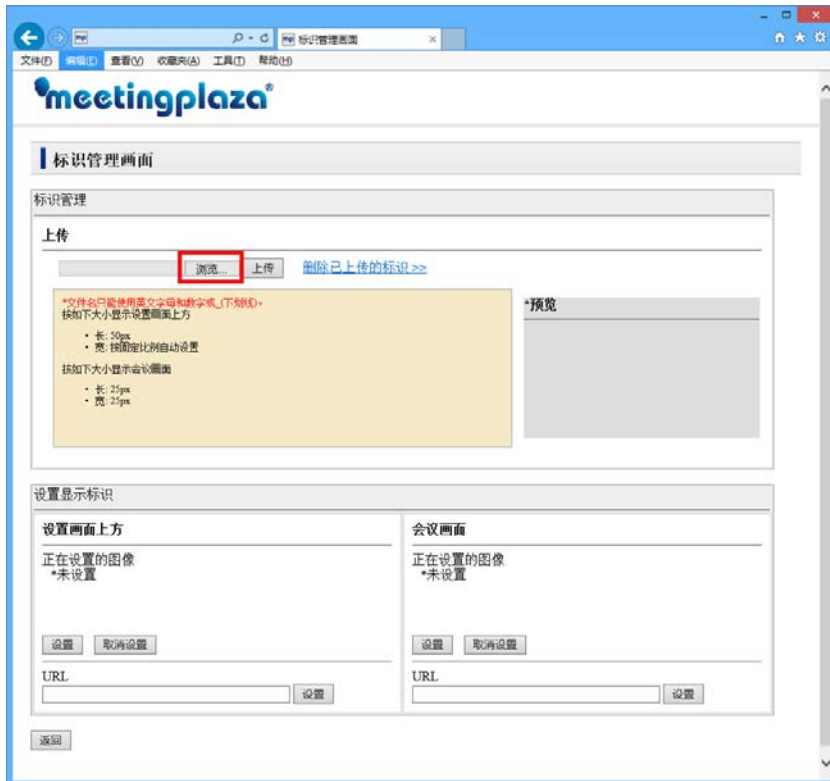 标识管理画面
文件(F) 编辑(E) 查看(V) 收藏夹(A) 工具(T) 帮助(H)
meetingplaza®
标识管理画面
标识管理
上传
浏览... 上传 删除已上传的标识 >>
*文件名只能使用英文字母和数字或_(下划线)。
按如下大小显示设置画面上方
• 长: 50px
• 宽: 按固定比例自动设置
按如下大小显示会议画面
• 长: 25px
• 宽: 25px
*预览
设置显示标识
设置画面上方
正在设置的图像
*未设置
设置 取消设置
URL
设置
会议画面
正在设置的图像
*未设置
设置 取消设置
URL
设置
返回